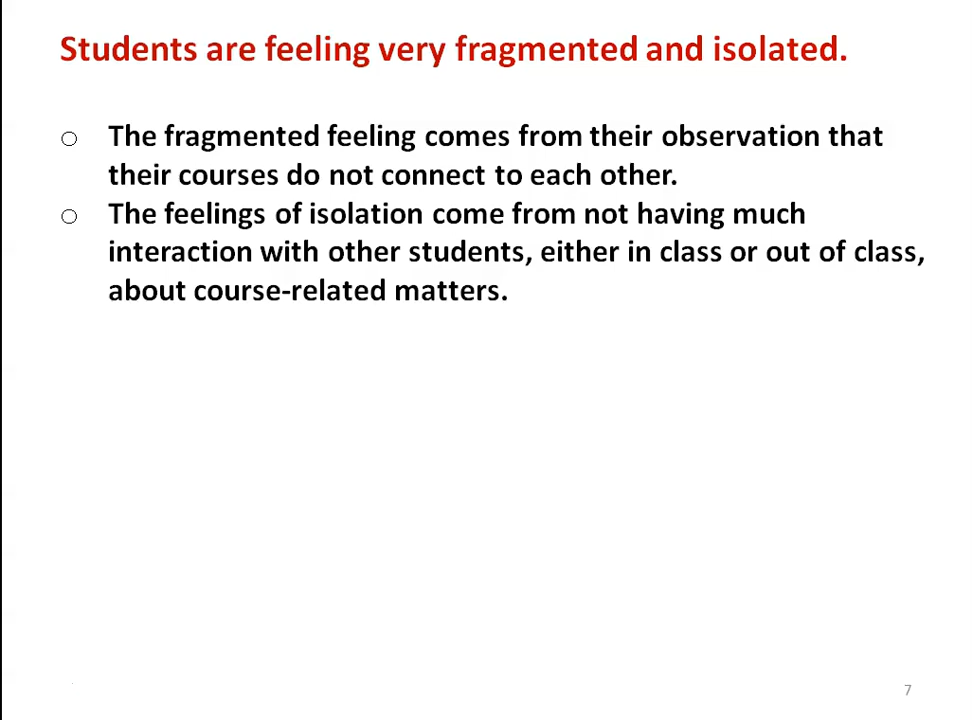 Students are feeling very fragmented and isolated.
○ The fragmented feeling comes from their observation that
their courses do not connect to each other.
○ The feelings of isolation come from not having much
interaction with other students, either in class or out of class,
about course-related matters.
7